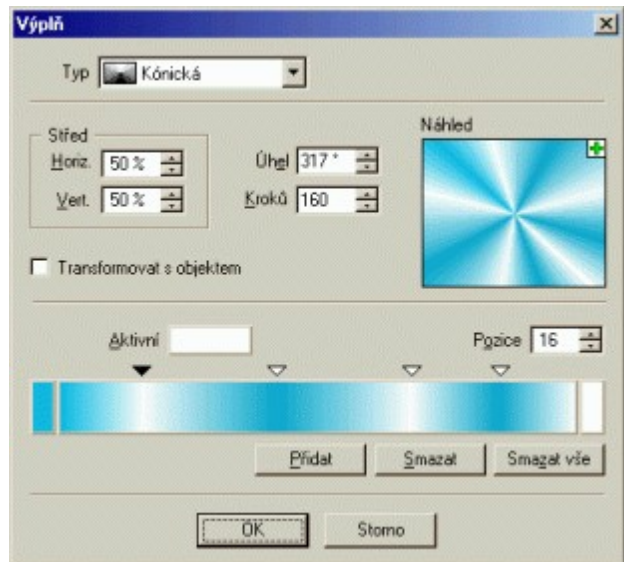 Výplň
Typ Kónická
Střed
Horiz. 50 %
Vert. 50 %
Úhel 317 °
Kroků 160
Náhled
Transformovat s objektem
Aktivní
Pozice 16
Přidat Smazat Smazat vše
OK Storno